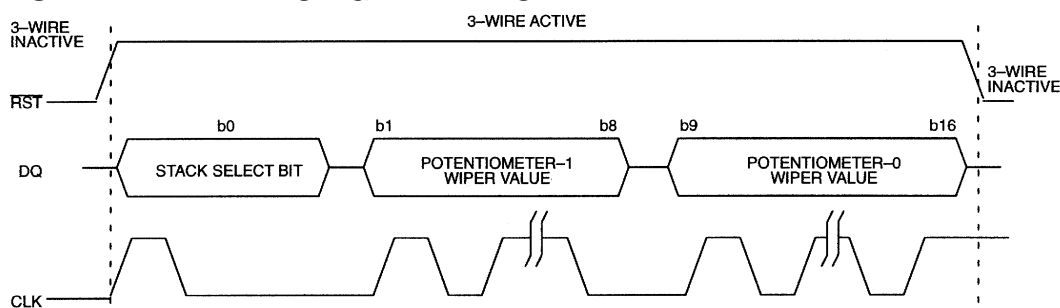 3–WIRE ACTIVE
3–WIRE
INACTIVE
3–WIRE
INACTIVE
RST
b0
b1
b8
b9
b16
DQ
STACK SELECT BIT
POTENTIOMETER–1
WIPER VALUE
POTENTIOMETER–0
WIPER VALUE
CLK